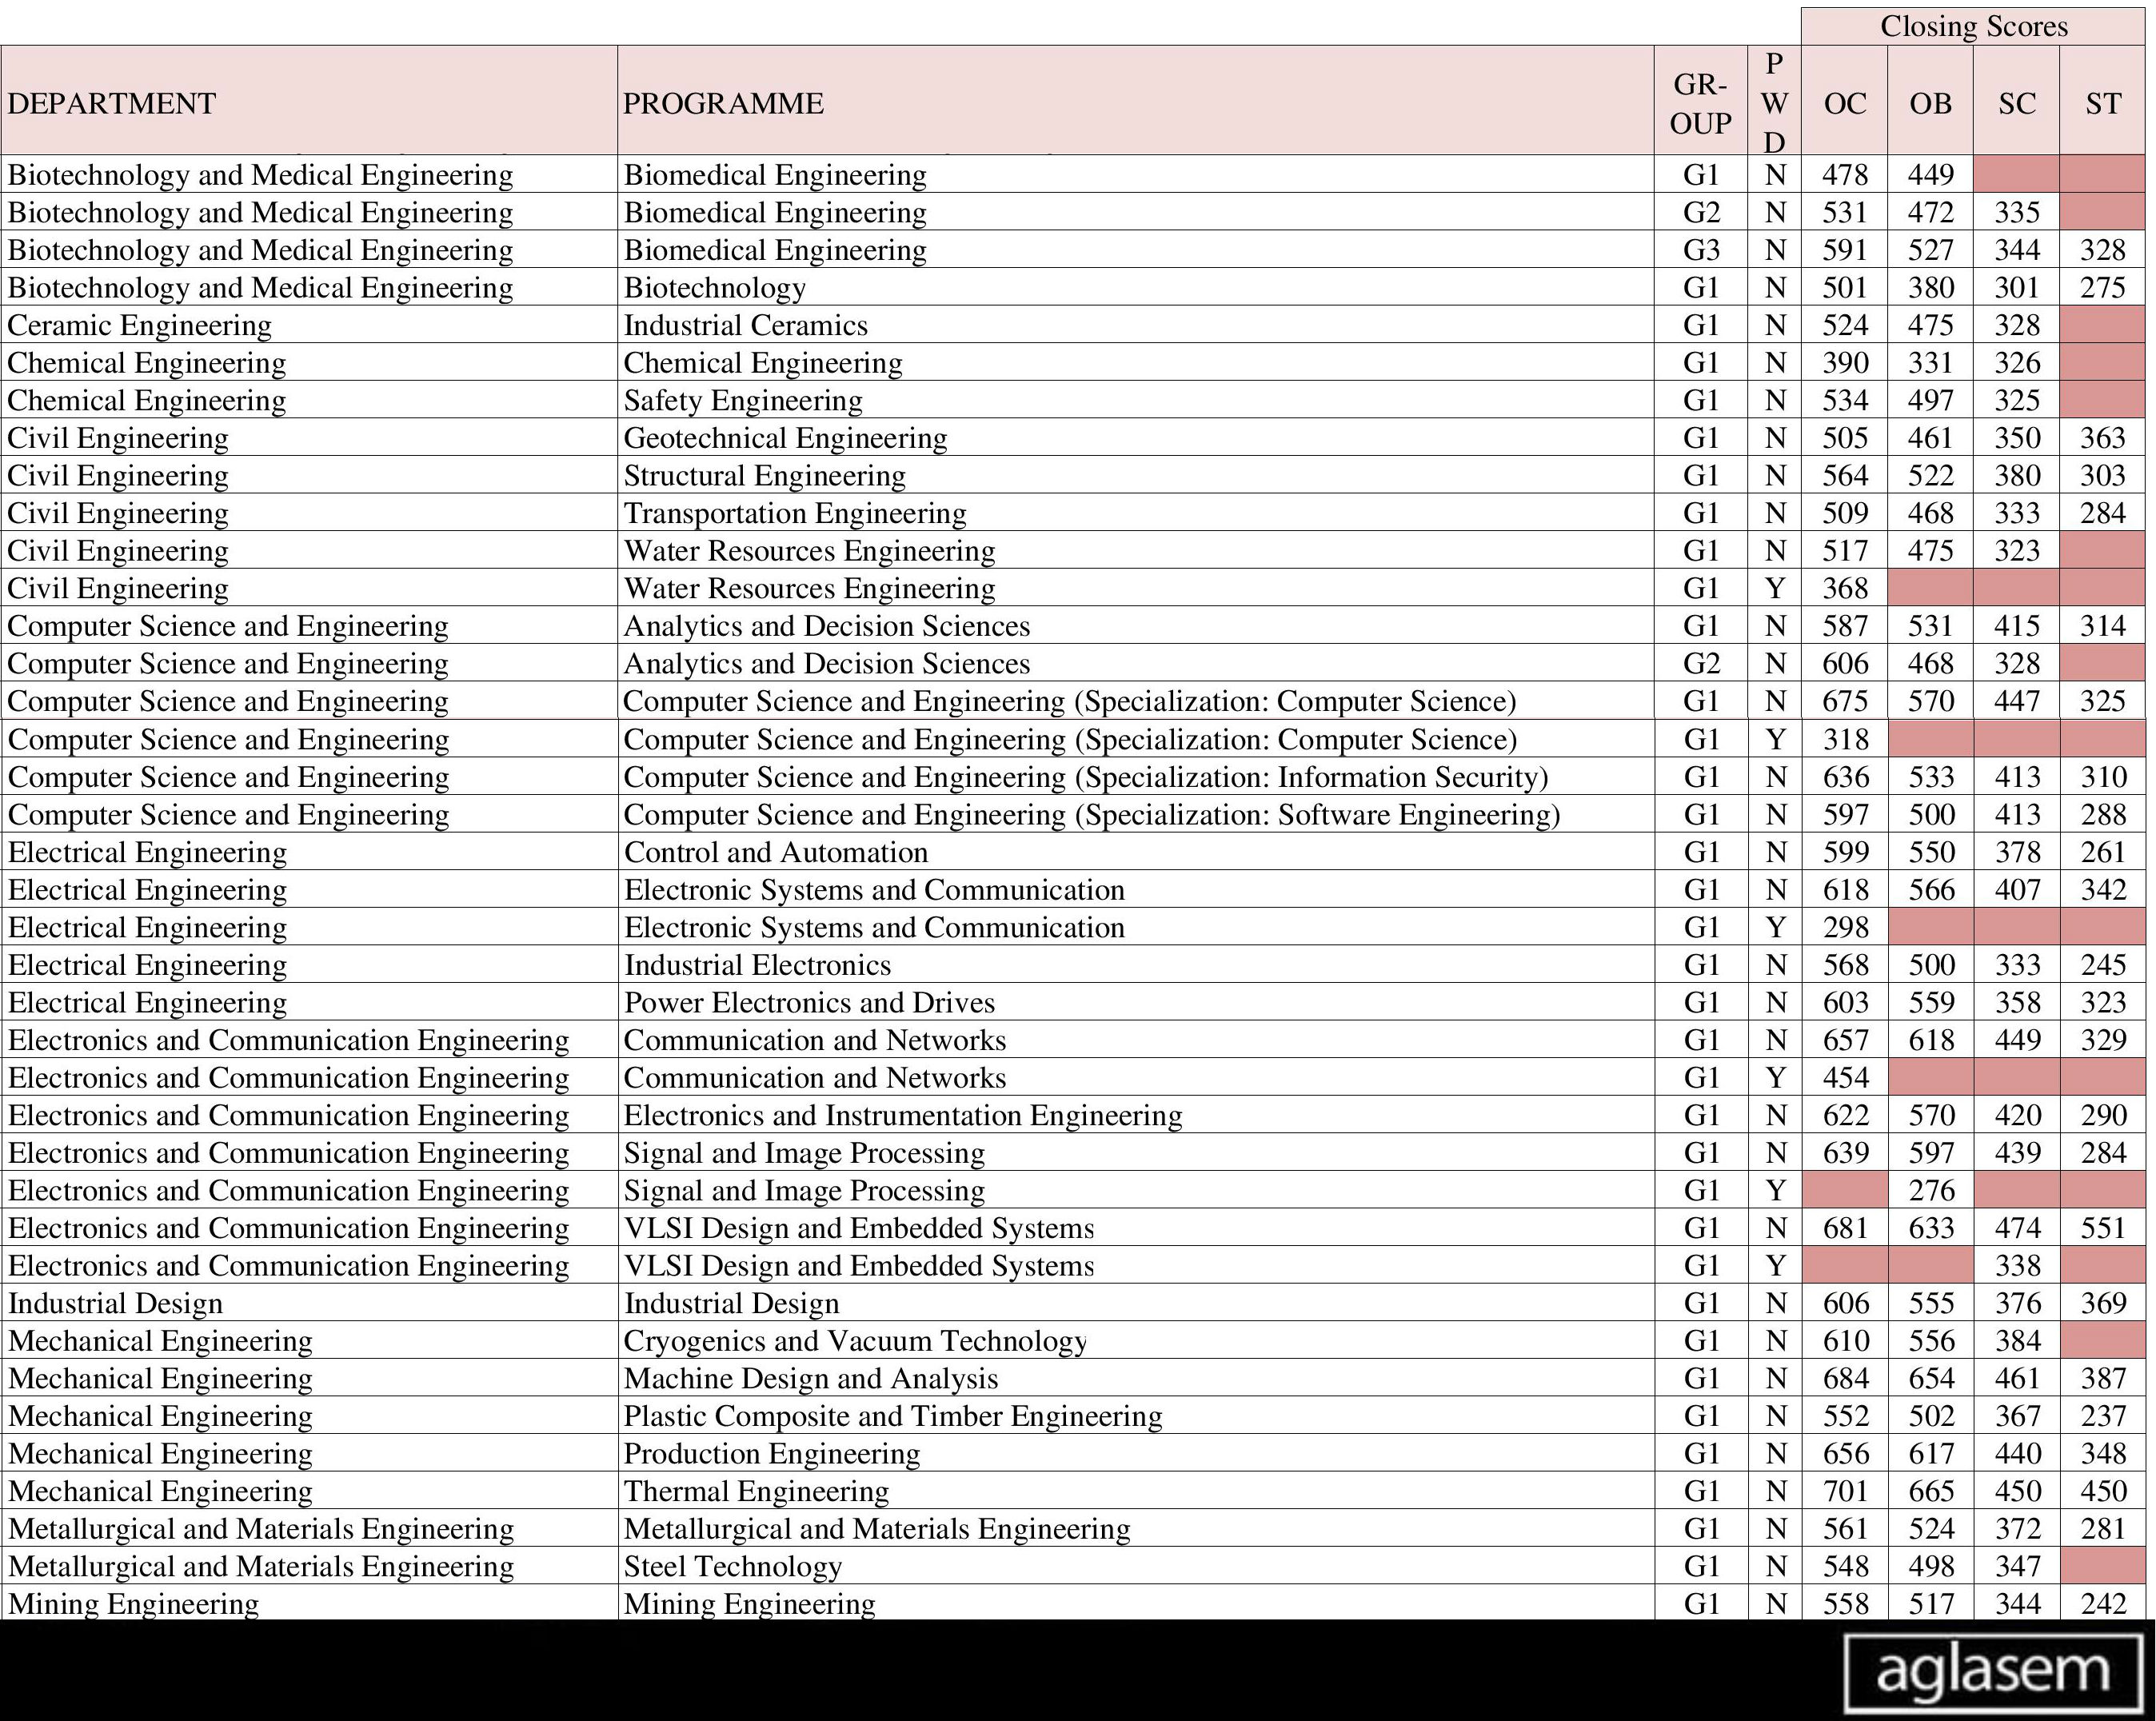 Closing Scores
DEPARTMENT PROGRAMME GR-OUP PWD OC OB SC ST
Biotechnology and Medical Engineering Biomedical Engineering G1 N 478 449
Biotechnology and Medical Engineering Biomedical Engineering G2 N 531 472 335
Biotechnology and Medical Engineering Biomedical Engineering G3 N 591 527 344 328
Biotechnology and Medical Engineering Biotechnology G1 N 501 380 301 275
Ceramic Engineering Industrial Ceramics G1 N 524 475 328
Chemical Engineering Chemical Engineering G1 N 390 331 326
Chemical Engineering Safety Engineering G1 N 534 497 325
Civil Engineering Geotechnical Engineering G1 N 505 461 350 363
Civil Engineering Structural Engineering G1 N 564 522 380 303
Civil Engineering Transportation Engineering G1 N 509 468 333 284
Civil Engineering Water Resources Engineering G1 N 517 475 323
Civil Engineering Water Resources Engineering G1 Y 368
Computer Science and Engineering Analytics and Decision Sciences G1 N 587 531 415 314
Computer Science and Engineering Analytics and Decision Sciences G2 N 606 468 328
Computer Science and Engineering Computer Science and Engineering (Specialization: Computer Science) G1 N 675 570 447 325
Computer Science and Engineering Computer Science and Engineering (Specialization: Computer Science) G1 Y 318
Computer Science and Engineering Computer Science and Engineering (Specialization: Information Security) G1 N 636 533 413 310
Computer Science and Engineering Computer Science and Engineering (Specialization: Software Engineering) G1 N 597 500 413 288
Electrical Engineering Control and Automation G1 N 599 550 378 261
Electrical Engineering Electronic Systems and Communication G1 N 618 566 407 342
Electrical Engineering Electronic Systems and Communication G1 Y 298
Electrical Engineering Industrial Electronics G1 N 568 500 333 245
Electrical Engineering Power Electronics and Drives G1 N 603 559 358 323
Electronics and Communication Engineering Communication and Networks G1 N 657 618 449 329
Electronics and Communication Engineering Communication and Networks G1 Y 454
Electronics and Communication Engineering Electronics and Instrumentation Engineering G1 N 622 570 420 290
Electronics and Communication Engineering Signal and Image Processing G1 N 639 597 439 284
Electronics and Communication Engineering Signal and Image Processing G1 Y 276
Electronics and Communication Engineering VLSI Design and Embedded Systems G1 N 681 633 474 551
Electronics and Communication Engineering VLSI Design and Embedded Systems G1 Y 338
Industrial Design Industrial Design G1 N 606 555 376 369
Mechanical Engineering Cryogenics and Vacuum Technology G1 N 610 556 384
Mechanical Engineering Machine Design and Analysis G1 N 684 654 461 387
Mechanical Engineering Plastic Composite and Timber Engineering G1 N 552 502 367 237
Mechanical Engineering Production Engineering G1 N 656 617 440 348
Mechanical Engineering Thermal Engineering G1 N 701 665 450 450
Metallurgical and Materials Engineering Metallurgical and Materials Engineering G1 N 561 524 372 281
Metallurgical and Materials Engineering Steel Technology G1 N 548 498 347
Mining Engineering Mining Engineering G1 N 558 517 344 242
aglasem